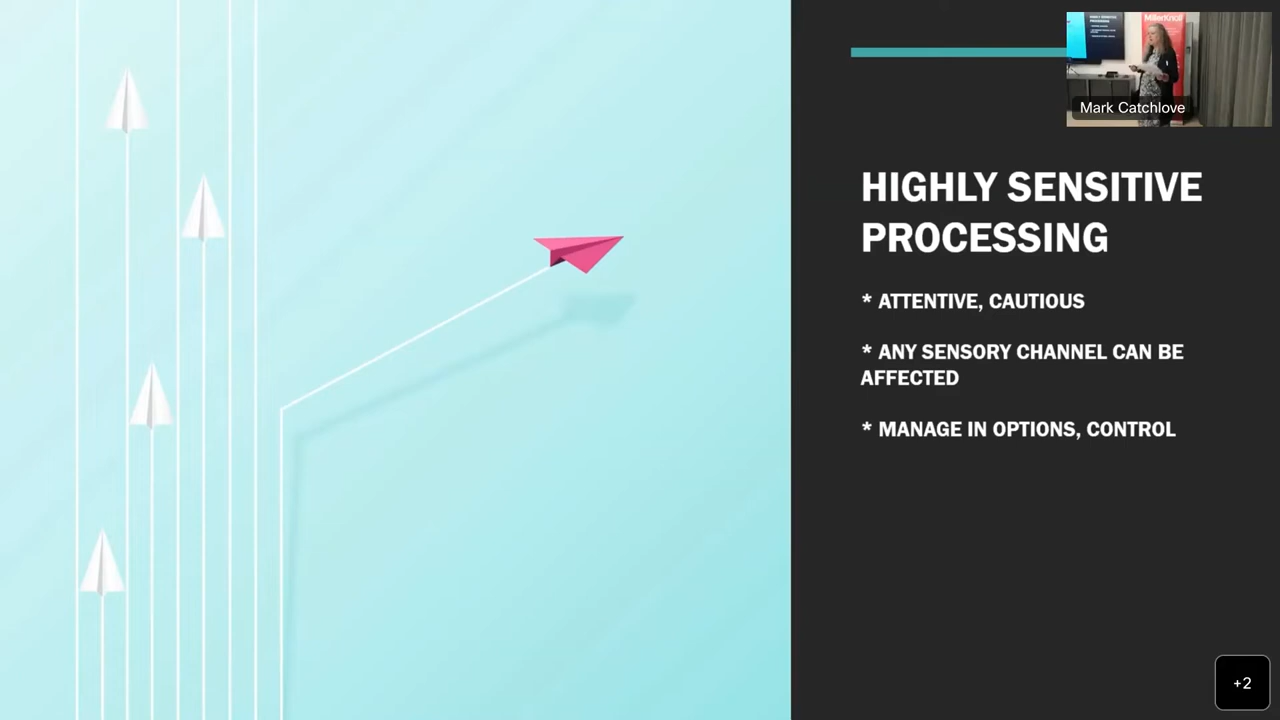 MillerKnoll
Mark Catchlove
HIGHLY SENSITIVE
PROCESSING
* ATTENTIVE, CAUTIOUS
* ANY SENSORY CHANNEL CAN BE
AFFECTED
* MANAGE IN OPTIONS, CONTROL
+2